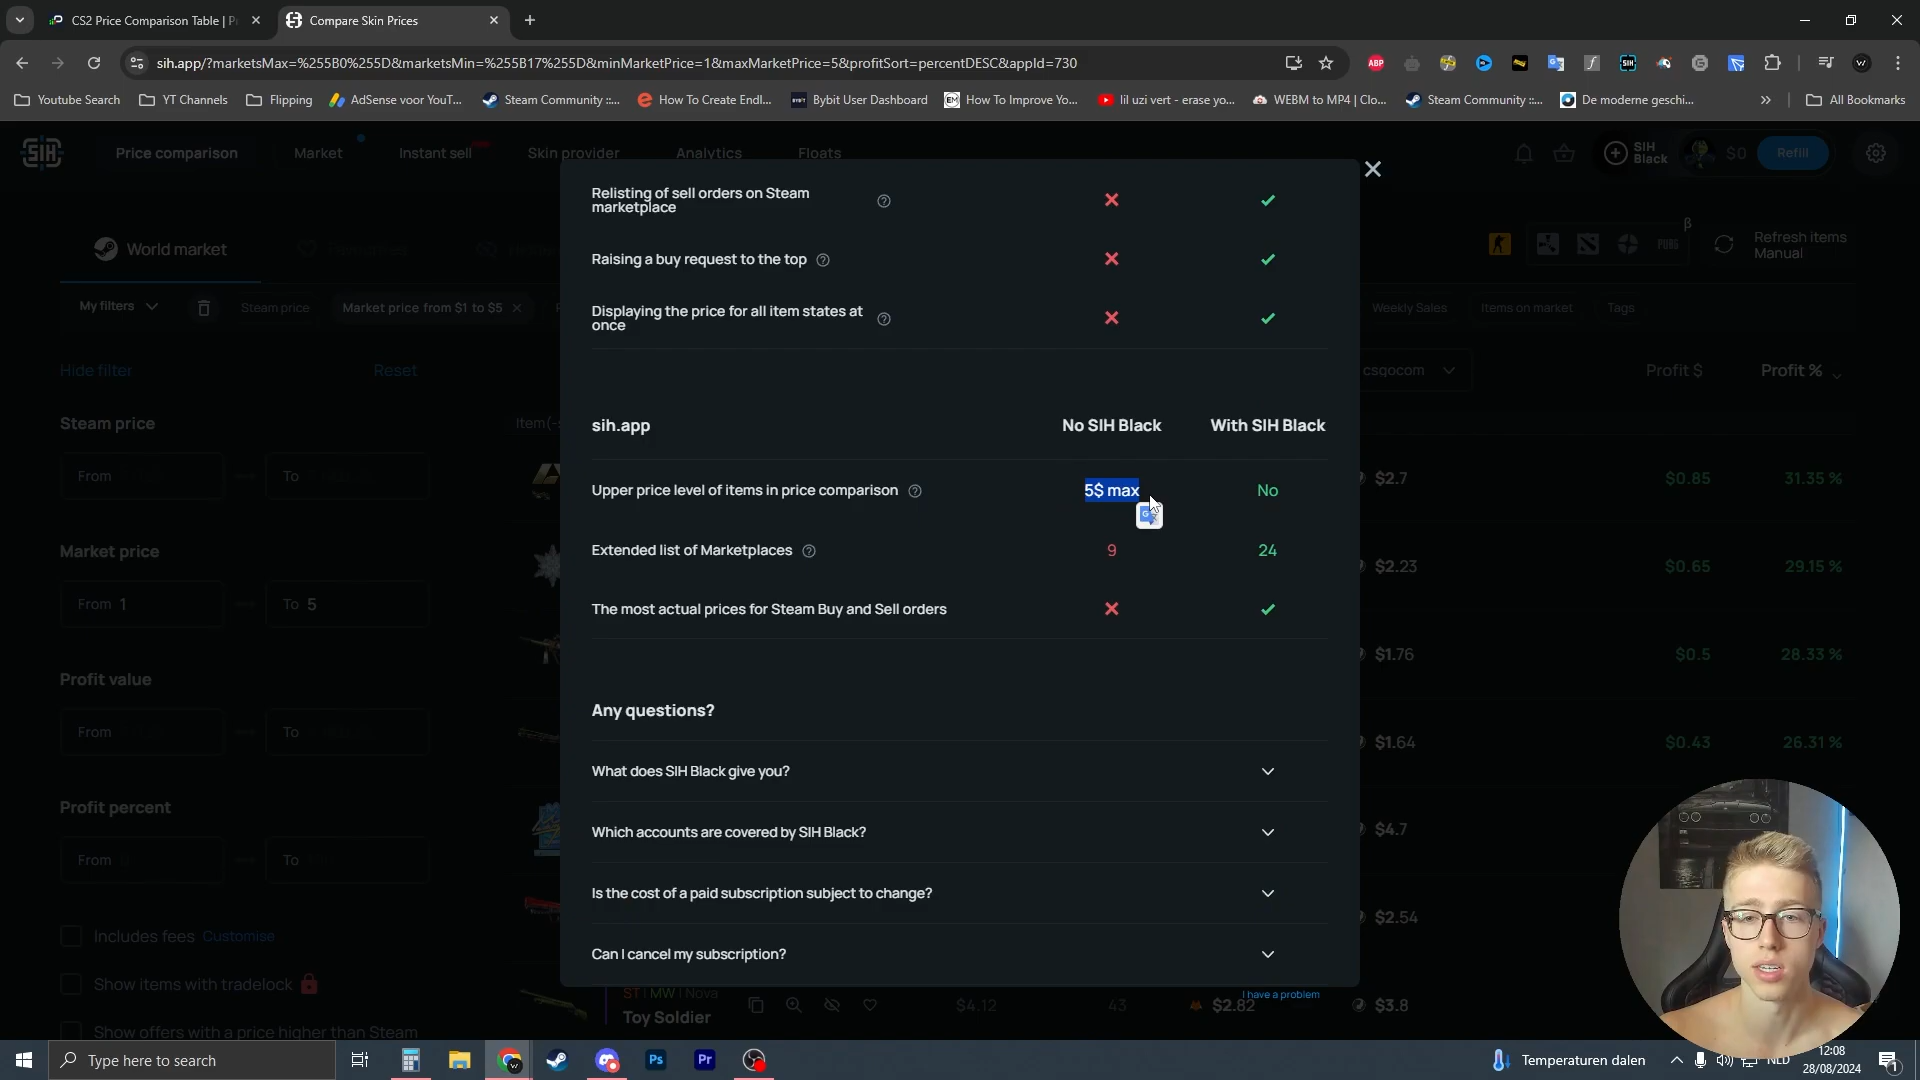 CS2 Price Comparison Table | P
Compare Skin Prices
sih.app/?marketsMax=%255B0%255D&marketsMin=%255B17%255D&minMarketPrice=1&maxMarketPrice=5&profitSort=percentDESC&appId=730
Youtube Search
YT Channels
Flipping
AdSense voor YouT...
Steam Community ::...
How To Create Endl...
Bybit User Dashboard
How To Improve Yo...
lil uzi vert - erase yo...
WEBM to MP4 | Clo...
Steam Community ::...
De moderne geschi...
All Bookmarks
SIH
Price comparison
Market
Instant sell
Skin provider
Analytics
Floats
SIH Black
$0
Refill
World market
Favourites
β
PUBG
Refresh items
Manual
My filters
Steam price
Market price from $1 to $5
Weekly Sales
Items on market
Tags
Hide filter
Reset
csgocom
Profit $
Profit %
Steam price
From
To
Market price
From 1
To 5
Profit value
From
To
Profit percent
From
To
Includes fees Customise
Show items with tradelock
Show offers with a price higher than Steam
Relisting of sell orders on Steam
marketplace
Raising a buy request to the top
Displaying the price for all item states at
once
sih.app
No SIH Black
With SIH Black
Upper price level of items in price comparison
5$ max
No
Extended list of Marketplaces
9
24
The most actual prices for Steam Buy and Sell orders
Any questions?
What does SIH Black give you?
Which accounts are covered by SIH Black?
Is the cost of a paid subscription subject to change?
Can I cancel my subscription?
I have a problem
$2.7
$0.85
31.35 %
$2.23
$0.65
29.15 %
$1.76
$0.5
28.33 %
$1.64
$0.43
26.31 %
$4.7
$2.54
ST | MW | Nova
Toy Soldier
$4.12
43
$2.82
$3.8
Type here to search
Temperaturen dalen
NLD
12:08
28/08/2024
1